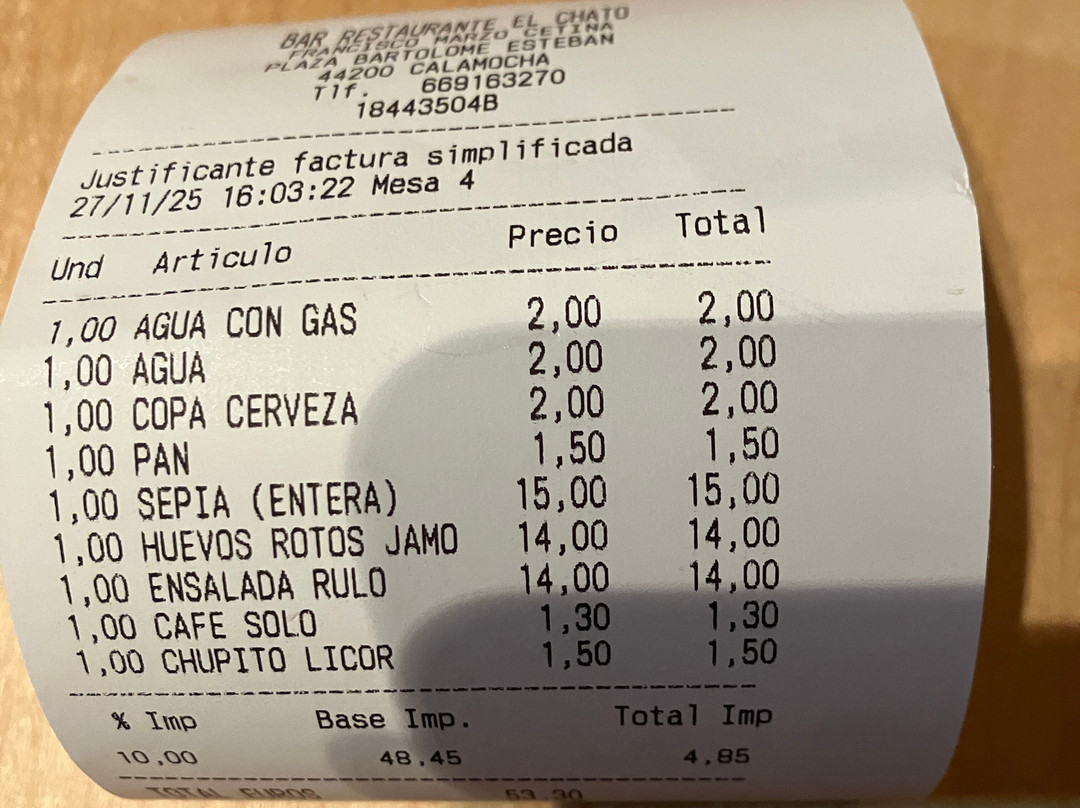 BAR RESTAURANTE EL CHATO
FRANCISCO MARZO CETINA
PLAZA BARTOLOME ESTEBAN
44200 CALAMOCHA
Tlf. 669163270
18443504B
Justificante factura simplificada
27/11/25 16:03:22 Mesa 4
Und Articulo Precio Total
1,00 AGUA CON GAS 2,00 2,00
1,00 AGUA 2,00 2,00
1,00 COPA CERVEZA 2,00 2,00
1,00 PAN 1,50 1,50
1,00 SEPIA (ENTERA) 15,00 15,00
1,00 HUEVOS ROTOS JAMO 14,00 14,00
1,00 ENSALADA RULO 14,00 14,00
1,00 CAFE SOLO 1,30 1,30
1,00 CHUPITO LICOR 1,50 1,50
% Imp Base Imp. Total Imp
10,00 48,45 4,85
TOTAL EUROS 53,30